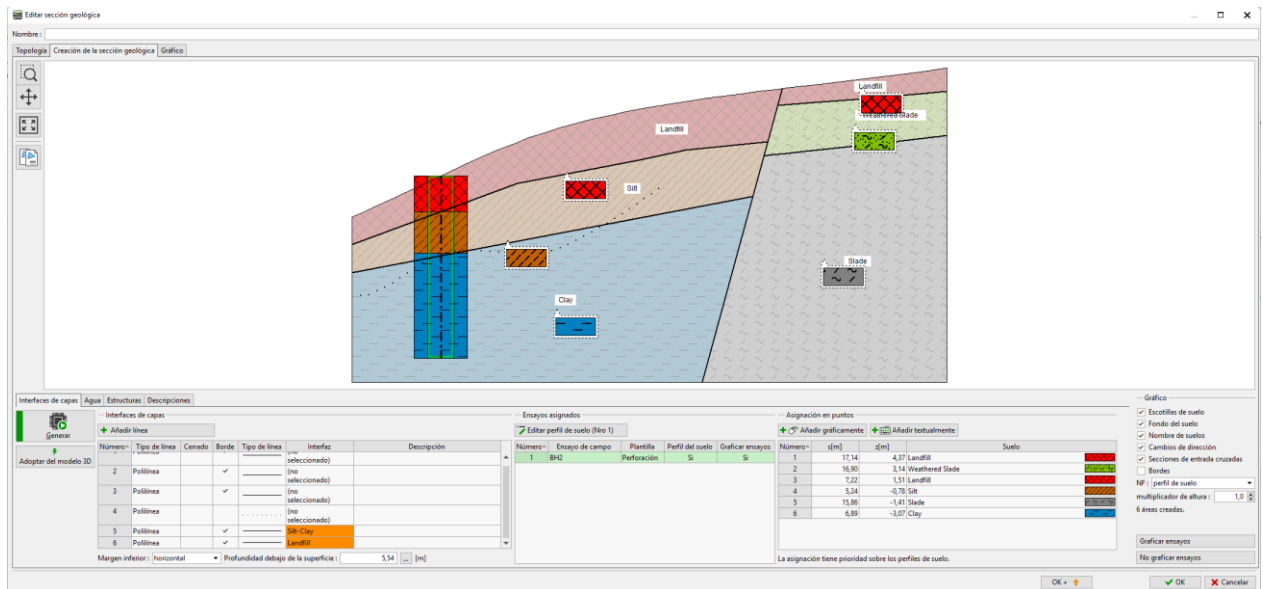 Editar sección geológica
Nombre :
Topología Creación de la sección geológica Gráfico
Landfill
Weathered Slade
Landfill
Silt
Slade
Clay
Interfaces de capas Agua Estructuras Descripciones
Generar
Adoptar del modelo 3D
Interfaces de capas
Añadir línea
Número Tipo de línea Cerrado Borde Tipo de línea Interfaz Descripción
1 Polilínea (no seleccionado)
2 Polilínea (no seleccionado)
3 Polilínea (no seleccionado)
4 Polilínea (no seleccionado)
5 Polilínea Silt-Clay
6 Polilínea Landfill
Margen inferior : horizontal Profundidad debajo de la superficie : 5,54 ... [m]
Ensayos asignados
Editar perfil de suelo (Nro 1)
Número Ensayo de campo Plantilla Perfil del suelo Graficar ensayos
1 BH2 Perforación Si Si
Asignación en puntos
Añadir gráficamente Añadir textualmente
Número s[m] z[m] Suelo
1 17,14 4,37 Landfill
2 16,90 3,14 Weathered Slade
3 7,22 1,51 Landfill
4 5,24 -0,78 Silt
5 15,86 -1,41 Slade
6 6,89 -3,07 Clay
La asignación tiene prioridad sobre los perfiles de suelo.
Gráfico
Escotillas de suelo
Fondo del suelo
Nombre de suelos
Cambios de dirección
Secciones de entrada cruzadas
Bordes
NF : perfil de suelo
multiplicador de altura : 1,0
6 áreas creadas.
Graficar ensayos
No graficar ensayos
OK + OK Cancelar